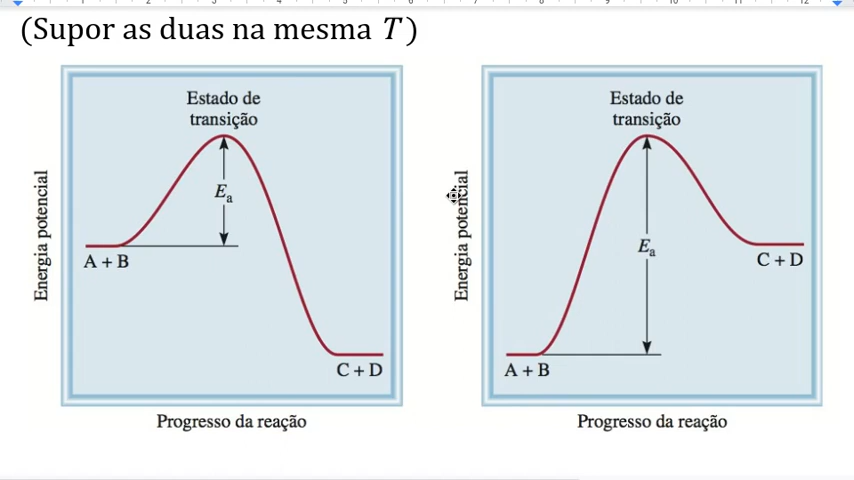 (Supor as duas na mesma T)
Estado de
transição
Eₐ
A + B
C + D
Energia potencial
Progresso da reação
Estado de
transição
Eₐ
C + D
A + B
Energia potencial
Progresso da reação